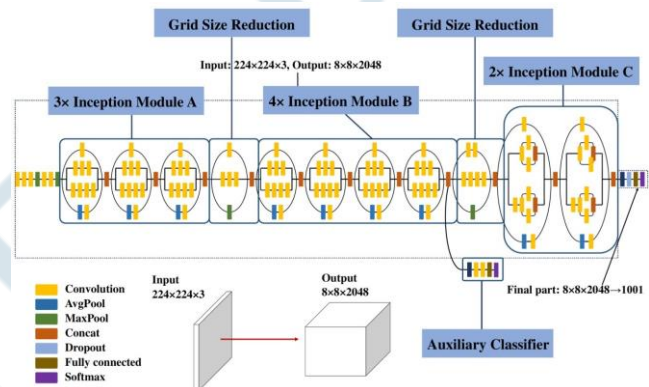 Grid Size Reduction
Grid Size Reduction
Input: 224×224×3, Output: 8×8×2048
2× Inception Module C
3× Inception Module A
4× Inception Module B
Convolution
AvgPool
MaxPool
Concat
Dropout
Fully connected
Softmax
Input
224×224×3
Output
8×8×2048
Final part: 8×8×2048→1001
Auxiliary Classifier